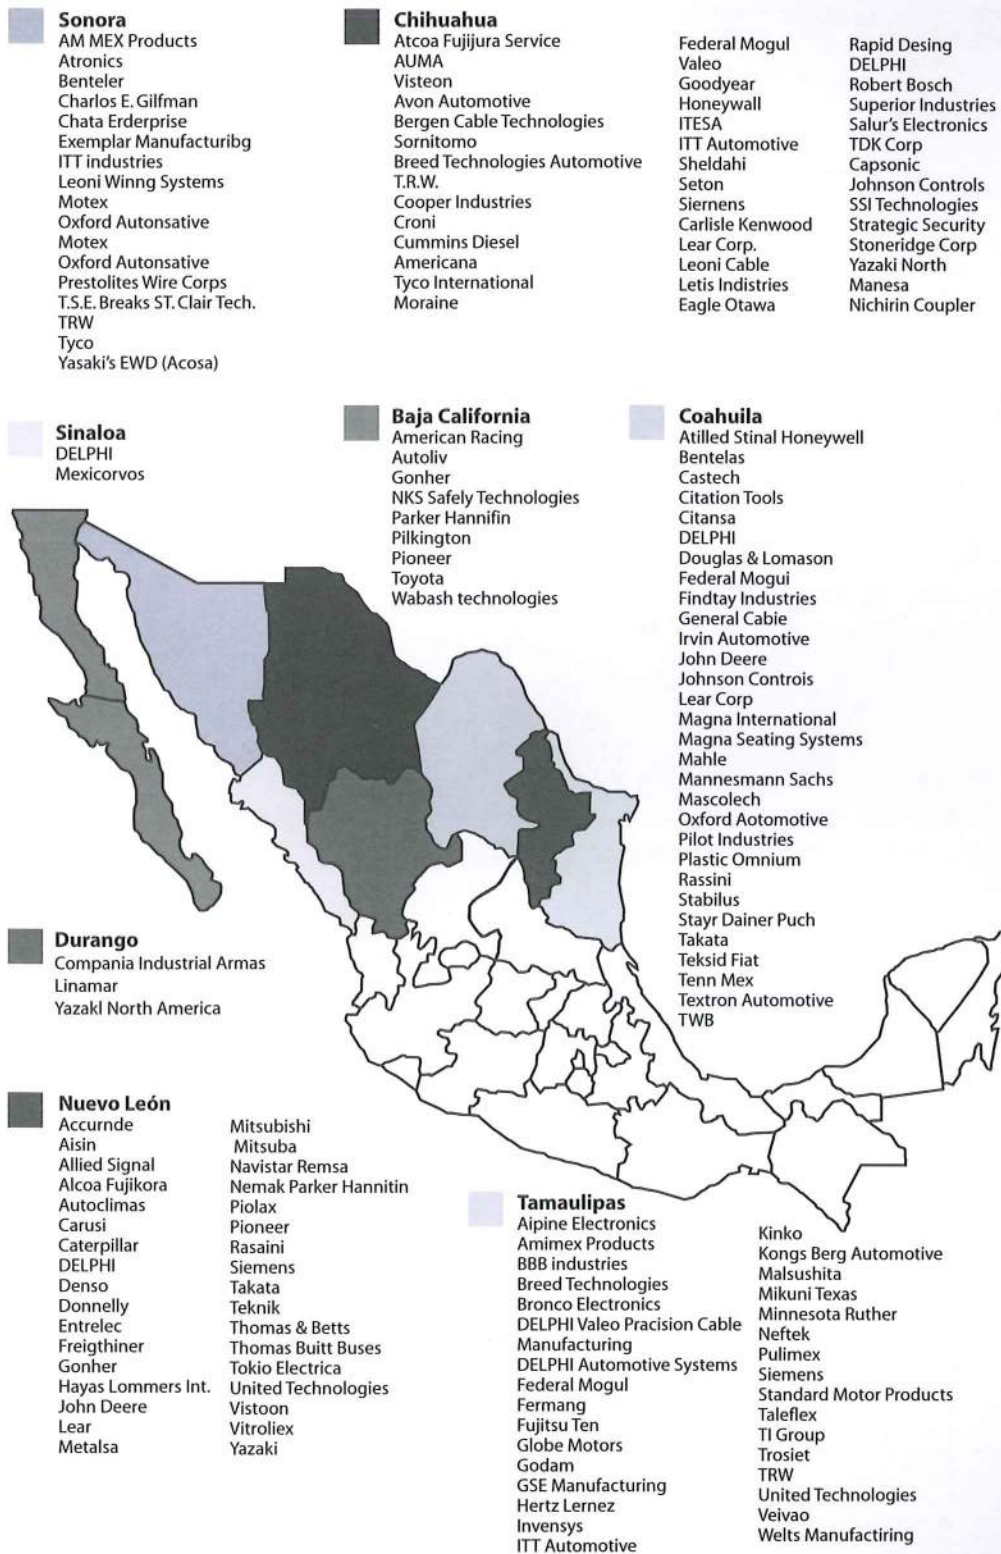 Sonora
AM MEX Products
Atronics
Benteler
Charlos E. Gilfman
Chata Erderprise
Exemplar Manufacturibg
ITT industries
Leoni Winng Systems
Motex
Oxford Autonsative
Motex
Oxford Autonsative
Prestolites Wire Corps
T.S.E. Breaks ST. Clair Tech.
TRW
Tyco
Yasaki's EWD (Acosa)
Chihuahua
Atcoa Fujijura Service
AUMA
Visteon
Avon Automotive
Bergen Cable Technologies
Sornitomo
Breed Technologies Automotive
T.R.W.
Cooper Industries
Croni
Cummins Diesel
Americana
Tyco International
Moraine
Federal Mogul
Valeo
Goodyear
Honeywall
ITESA
ITT Automotive
Sheldahi
Seton
Siernens
Carlisle Kenwood
Lear Corp.
Leoni Cable
Letis Indistries
Eagle Otawa
Rapid Desing
DELPHI
Robert Bosch
Superior Industries
Salur's Electronics
TDK Corp
Capsonic
Johnson Controls
SSI Technologies
Strategic Security
Stoneridge Corp
Yazaki North
Manesa
Nichirin Coupler
Sinaloa
DELPHI
Mexicorvos
Baja California
American Racing
Autoliv
Gonher
NKS Safely Technologies
Parker Hannifin
Pilkington
Pioneer
Toyota
Wabash technologies
Coahuila
Atilled Stinal Honeywell
Bentelas
Castech
Citation Tools
Citansa
DELPHI
Douglas & Lomason
Federal Mogui
Findtay Industries
General Cabie
Irvin Automotive
John Deere
Johnson Controis
Lear Corp
Magna International
Magna Seating Systems
Mahle
Mannesmann Sachs
Mascolech
Oxford Aotomotive
Pilot Industries
Plastic Omnium
Rassini
Stabilus
Stayr Dainer Puch
Takata
Teksid Fiat
Tenn Mex
Textron Automotive
TWB
Durango
Compania Industrial Armas
Linamar
Yazakl North America
Nuevo León
Accurnde
Aisin
Allied Signal
Alcoa Fujikora
Autoclimas
Carusi
Caterpillar
DELPHI
Denso
Donnelly
Entrelec
Freigthiner
Gonher
Hayas Lommers Int.
John Deere
Lear
Metalsa
Mitsubishi
Mitsuba
Navistar Remsa
Nemak Parker Hannitin
Piolax
Pioneer
Rasaini
Siemens
Takata
Teknik
Thomas & Betts
Thomas Buitt Buses
Tokio Electrica
United Technologies
Vistoon
Vitroliex
Yazaki
Tamaulipas
Aipine Electronics
Amimex Products
BBB industries
Breed Technologies
Bronco Electronics
DELPHI Valeo Pracision Cable
Manufacturing
DELPHI Automotive Systems
Federal Mogul
Fermang
Fujitsu Ten
Globe Motors
Godam
GSE Manufacturing
Hertz Lernez
Invensys
ITT Automotive
Kinko
Kongs Berg Automotive
Malsushita
Mikuni Texas
Minnesota Ruther
Neftek
Pulimex
Siemens
Standard Motor Products
Taleflex
TI Group
Trosiet
TRW
United Technologies
Veivao
Welts Manufactiring